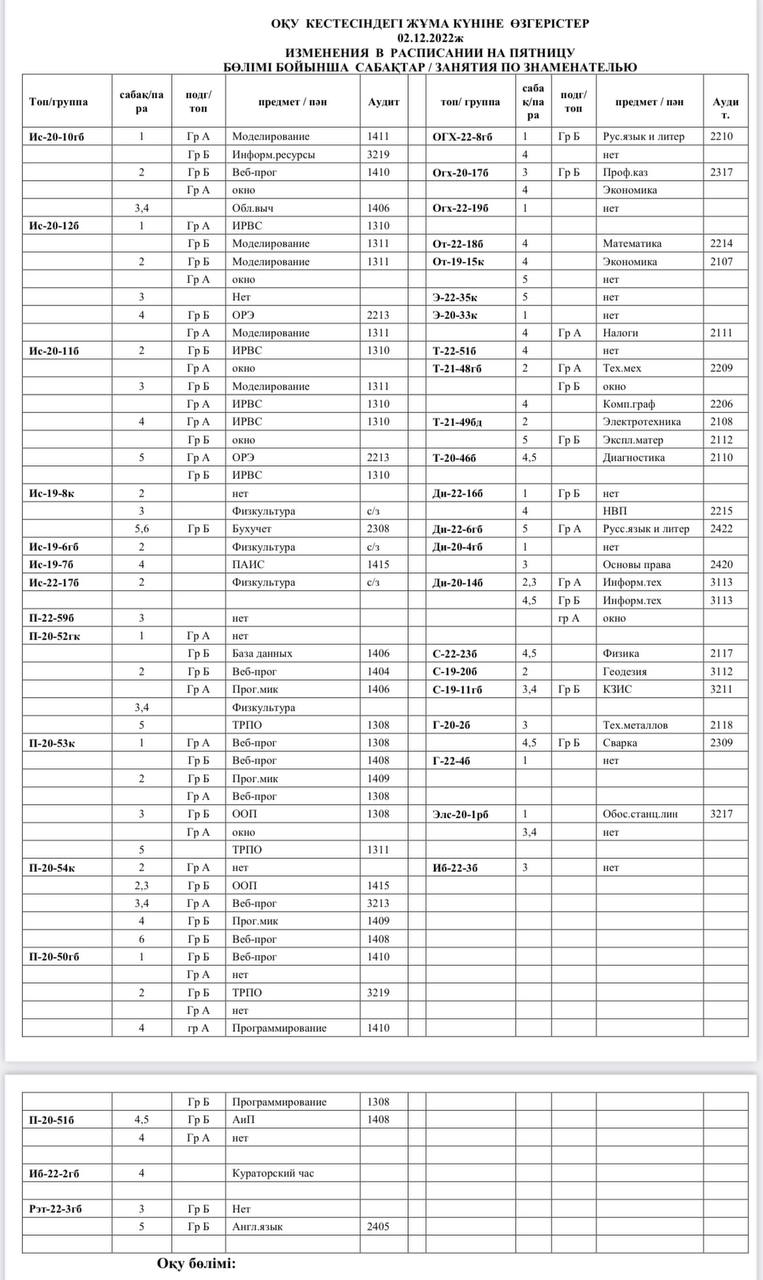 ОҚУ КЕСТЕСІНДЕГІ ЖҰМА КҮНІНЕ ӨЗГЕРІСТЕР
02.12.2022ж
ИЗМЕНЕНИЯ В РАСПИСАНИИ НА ПЯТНИЦУ
БӨЛІМІ БОЙЫНША САБАҚТАР / ЗАНЯТИЯ ПО ЗНАМЕНАТЕЛЬЮ
Топ/группа сабақ/па ра подг/ топ предмет / пән Аудит топ/ группа саба қ/па ра подг/ топ предмет / пән Ауди т.
Ис-20-10гб 1 Гр А Моделирование 1411 ОГХ-22-8гб 1 Гр Б Рус.язык и литер 2210
Гр Б Информ.ресурсы 3219 4 нет
2 Гр Б Веб-прог 1410 Огх-20-17б 3 Гр Б Проф.каз 2317
Гр А окно 4 Экономика
3,4 Обл.выч 1406 Огх-22-19б 1 нет
Ис-20-12б 1 Гр А ИРВС 1310
Гр Б Моделирование 1311 От-22-18б 4 Математика 2214
2 Гр Б Моделирование 1311 От-19-15к 4 Экономика 2107
Гр А окно 5 нет
3 Нет Э-22-35к 5 нет
4 Гр Б ОРЭ 2213 Э-20-33к 1 нет
Гр А Моделирование 1311 4 Гр А Налоги 2111
Ис-20-11б 2 Гр Б ИРВС 1310 Т-22-51б 4 нет
Гр А окно Т-21-48гб 2 Гр А Тех.мех 2209
3 Гр Б Моделирование 1311 Гр Б окно
Гр А ИРВС 1310 4 Комп.граф 2206
4 Гр А ИРВС 1310 Т-21-49бд 2 Электротехника 2108
Гр Б окно 5 Гр Б Экспл.матер 2112
5 Гр А ОРЭ 2213 Т-20-46б 4,5 Диагностика 2110
Гр Б ИРВС 1310
Ис-19-8к 2 нет Ди-22-16б 1 Гр Б нет
3 Физкультура с/з 4 НВП 2215
5,6 Гр Б Бухучет 2308 Ди-22-6гб 5 Гр А Русс.язык и литер 2422
Ис-19-6гб 2 Физкультура с/з Ди-20-4гб 1 нет
Ис-19-7б 4 ПАИС 1415 3 Основы права 2420
Ис-22-17б 2 Физкультура с/з Ди-20-14б 2,3 Гр А Информ.тех 3113
4,5 Гр Б Информ.тех 3113
П-22-59б 3 нет гр А окно
П-20-52гк 1 Гр А нет
Гр Б База данных 1406 С-22-23б 4,5 Физика 2117
2 Гр Б Веб-прог 1404 С-19-20б 2 Геодезия 3112
Гр А Прог.мик 1406 С-19-11гб 3,4 Гр Б КЗИС 3211
3,4 Физкультура
5 ТРПО 1308 Г-20-2б 3 Тех.металлов 2118
П-20-53к 1 Гр А Веб-прог 1308 4,5 Гр Б Сварка 2309
Гр Б Веб-прог 1408 Г-22-4б 1 нет
2 Гр Б Прог.мик 1409
Гр А Веб-прог 1308
3 Гр Б ООП 1308 Элс-20-1рб 1 Обос.станц.лин 3217
Гр А окно 3,4 нет
5 ТРПО 1311
П-20-54к 2 Гр А нет Иб-22-3б 3 нет
2,3 Гр Б ООП 1415
3,4 Гр А Веб-прог 3213
4 Гр Б Прог.мик 1409
6 Гр Б Веб-прог 1408
П-20-50гб 1 Гр Б Веб-прог 1410
Гр А нет
2 Гр Б ТРПО 3219
Гр А нет
4 гр А Программирование 1410
Гр Б Программирование 1308
П-20-51б 4,5 Гр Б АиП 1408
4 Гр А нет
Иб-22-2гб 4 Кураторский час
Рэт-22-3гб 3 Гр Б Нет
5 Гр Б Англ.язык 2405
Оқу бөлімі: